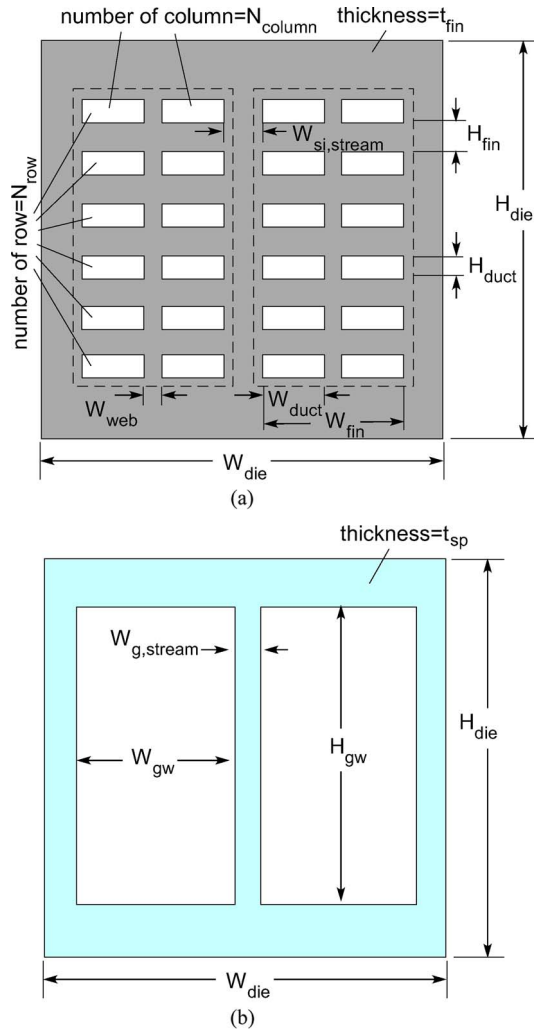 number of column=N_column
thickness=t_fin
W_si,stream
H_fin
H_die
number of row=N_row
H_duct
W_web
W_duct
W_fin
W_die
(a)
thickness=t_sp
W_g,stream
H_die
W_gw
H_gw
W_die
(b)